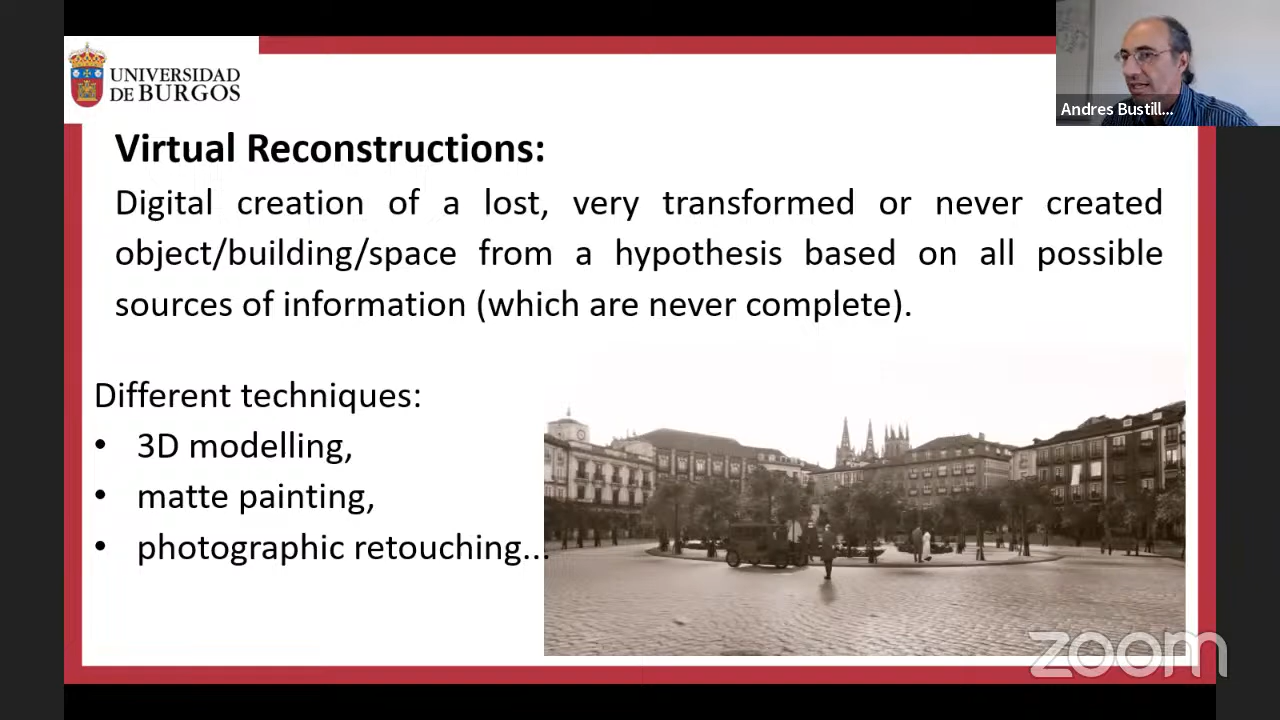 UNIVERSIDAD
DE BURGOS
Andres Bustill...
Virtual Reconstructions:
Digital creation of a lost, very transformed or never created
object/building/space from a hypothesis based on all possible
sources of information (which are never complete).
Different techniques:
• 3D modelling,
• matte painting,
• photographic retouching...
zoom